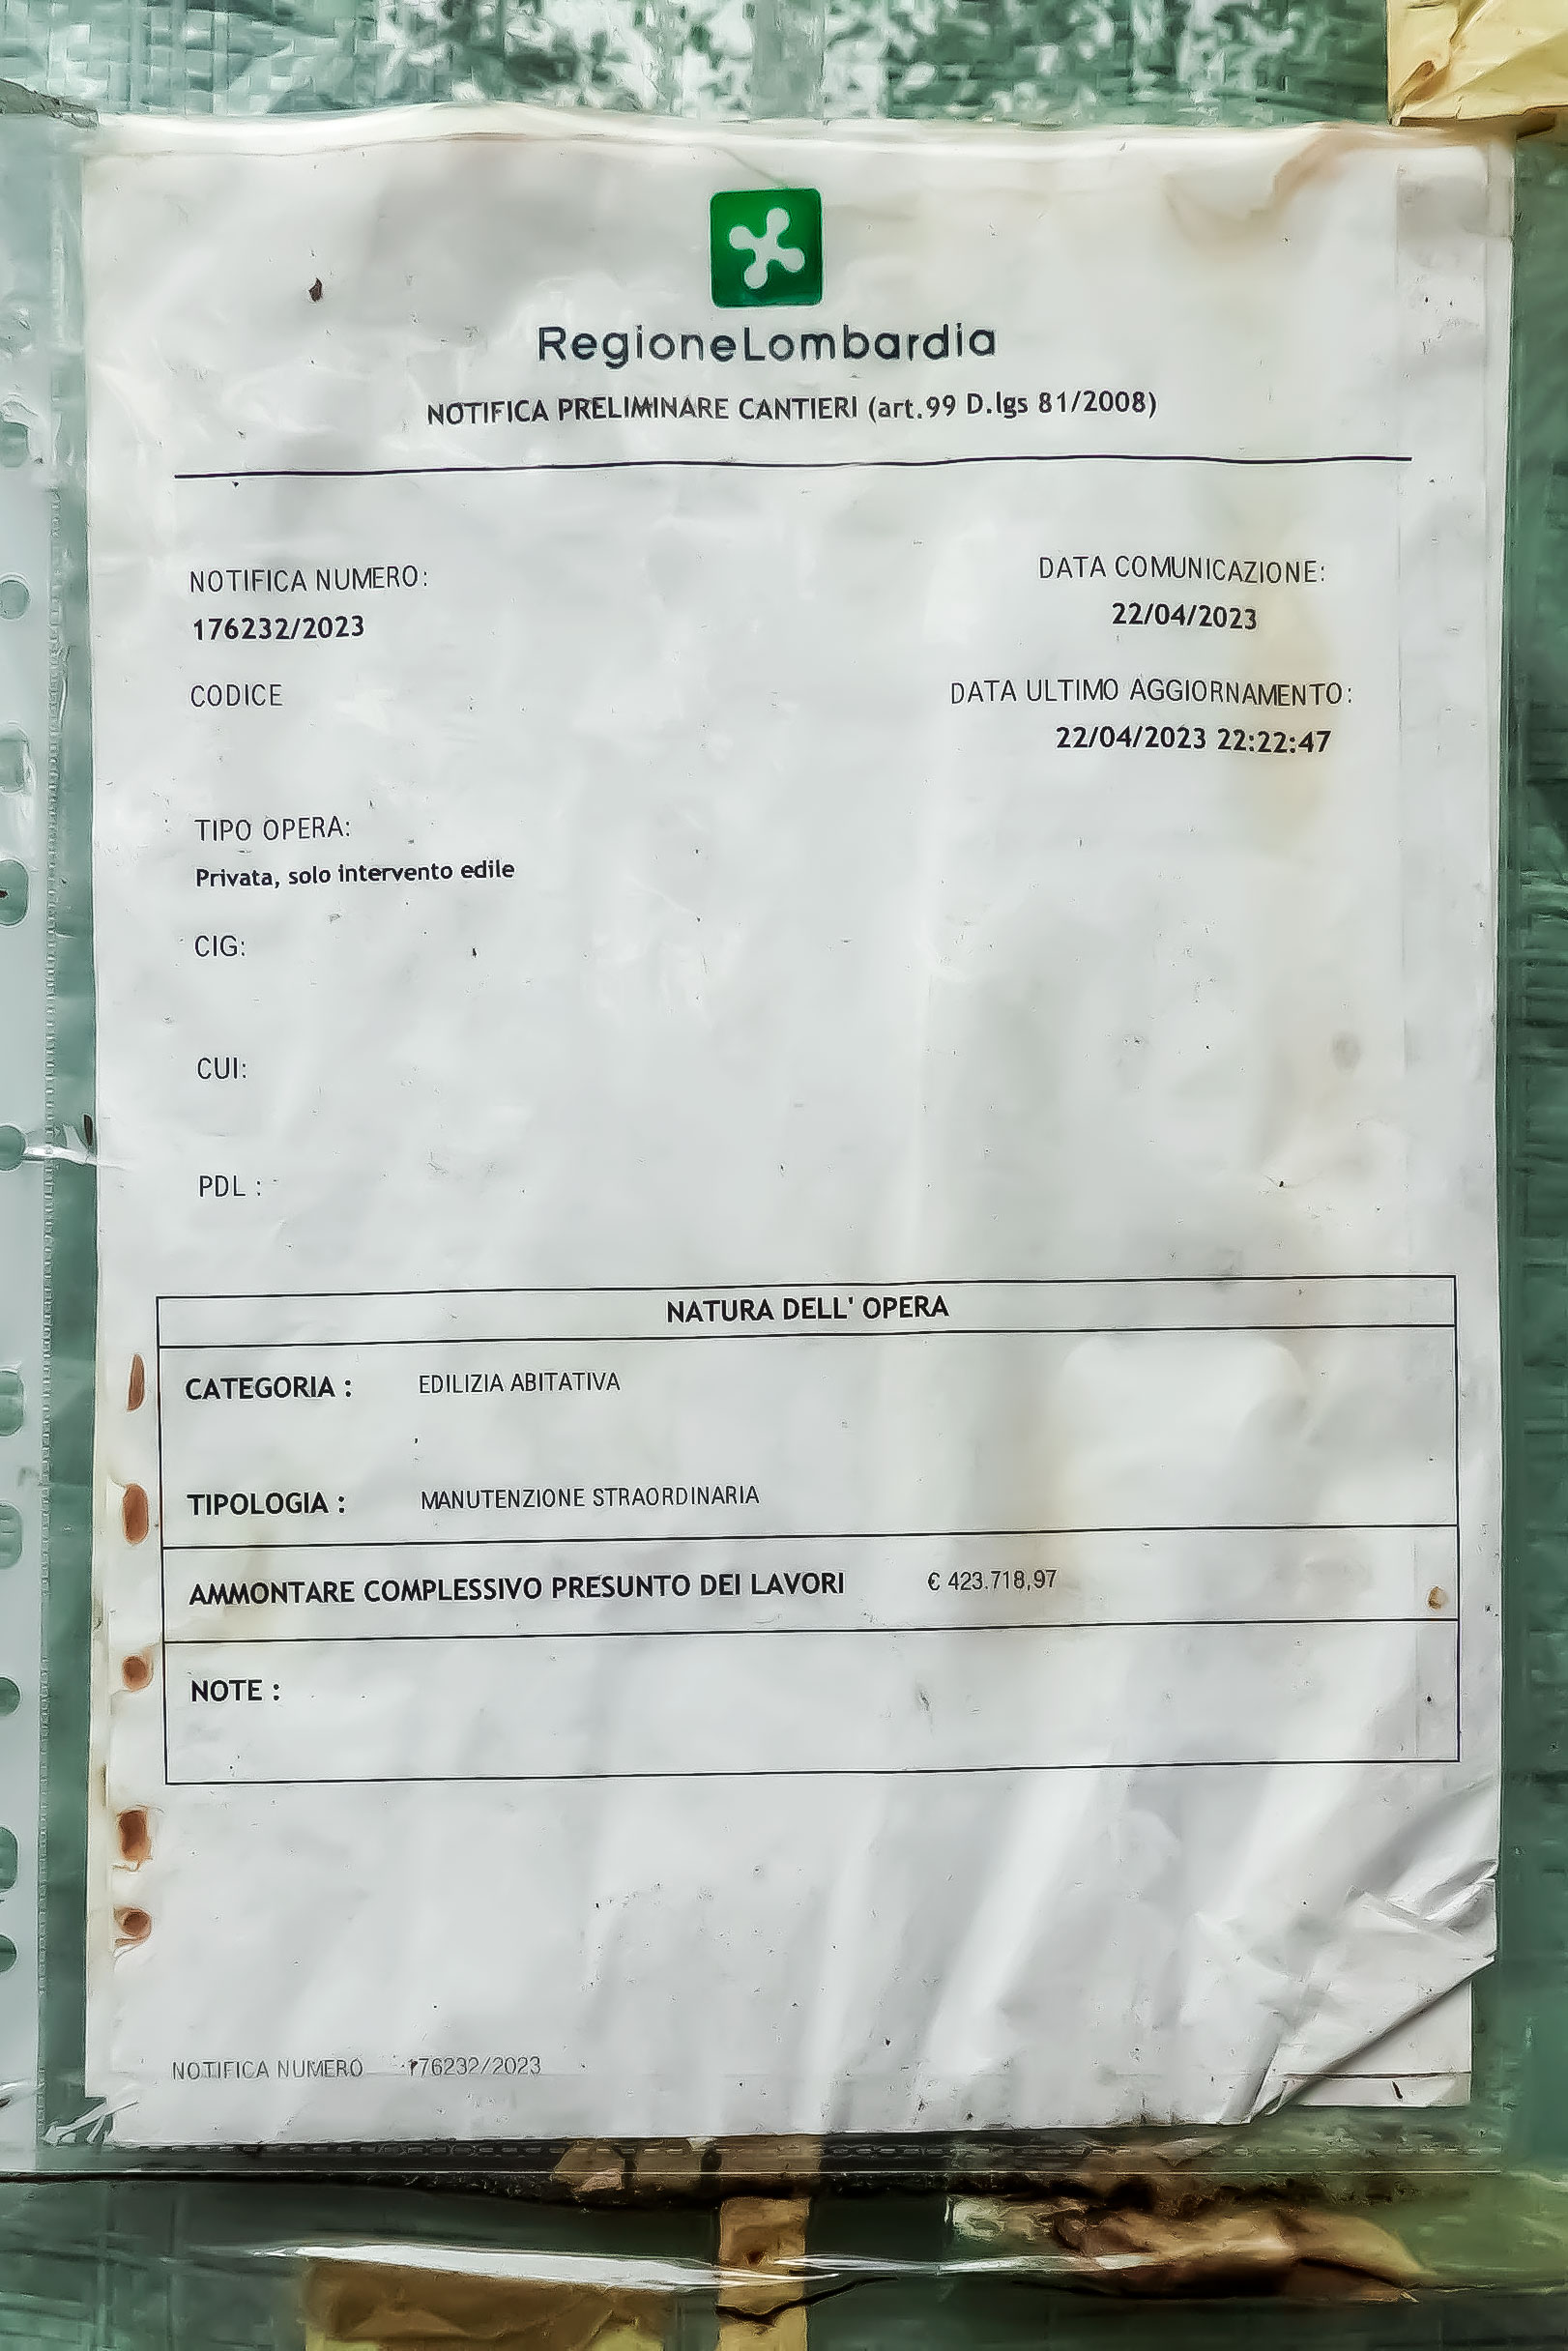 RegioneLombardia
NOTIFICA PRELIMINARE CANTIERI (art.99 D.lgs 81/2008)
NOTIFICA NUMERO:
176232/2023
DATA COMUNICAZIONE:
22/04/2023
CODICE
DATA ULTIMO AGGIORNAMENTO:
22/04/2023 22:22:47
TIPO OPERA:
Privata, solo intervento edile
CIG:
CUI:
PDL :
NATURA DELL' OPERA
CATEGORIA : EDILIZIA ABITATIVA
TIPOLOGIA : MANUTENZIONE STRAORDINARIA
AMMONTARE COMPLESSIVO PRESUNTO DEI LAVORI € 423.718,97
NOTE :
NOTIFICA NUMERO 176232/2023